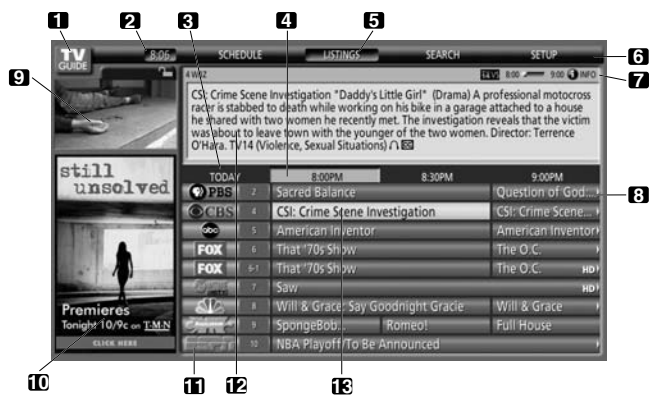 1 2 3 4 5 6 7 8 9 10 11 12 13
TV GUIDE 8:06 SCHEDULE LISTINGS SEARCH SETUP
14 VS 8:00 9:00 INFO
CSI: Crime Scene Investigation "Daddy's Little Girl" (Drama) A professional motocross
racer is stabbed to death while working on his bike in a garage attached to a house
he shared with two women he recently met. The investigation reveals that the victim
was about to leave town with the younger of the two women. Director: Terrence
O'Hara. TV14 (Violence, Sexual Situations)
still
unsolved
Premieres
Tonight 10/9c on T-M-N
CLICK HERE
TODAY 8:00PM 8:30PM 9:00PM
PBS 2 Sacred Balance Question of God...
CBS 4 CSI: Crime Scene Investigation CSI: Crime Scene...
abc 5 American Inventor American Inventor
FOX 6 That '70s Show The O.C.
FOX 6-1 That '70s Show The O.C. HD
7 Saw HD
8 Will & Grace: Say Goodnight Gracie Will & Grace
9 SpongeBob... Romeo! Full House
10 NBA Playoff/To Be Announced